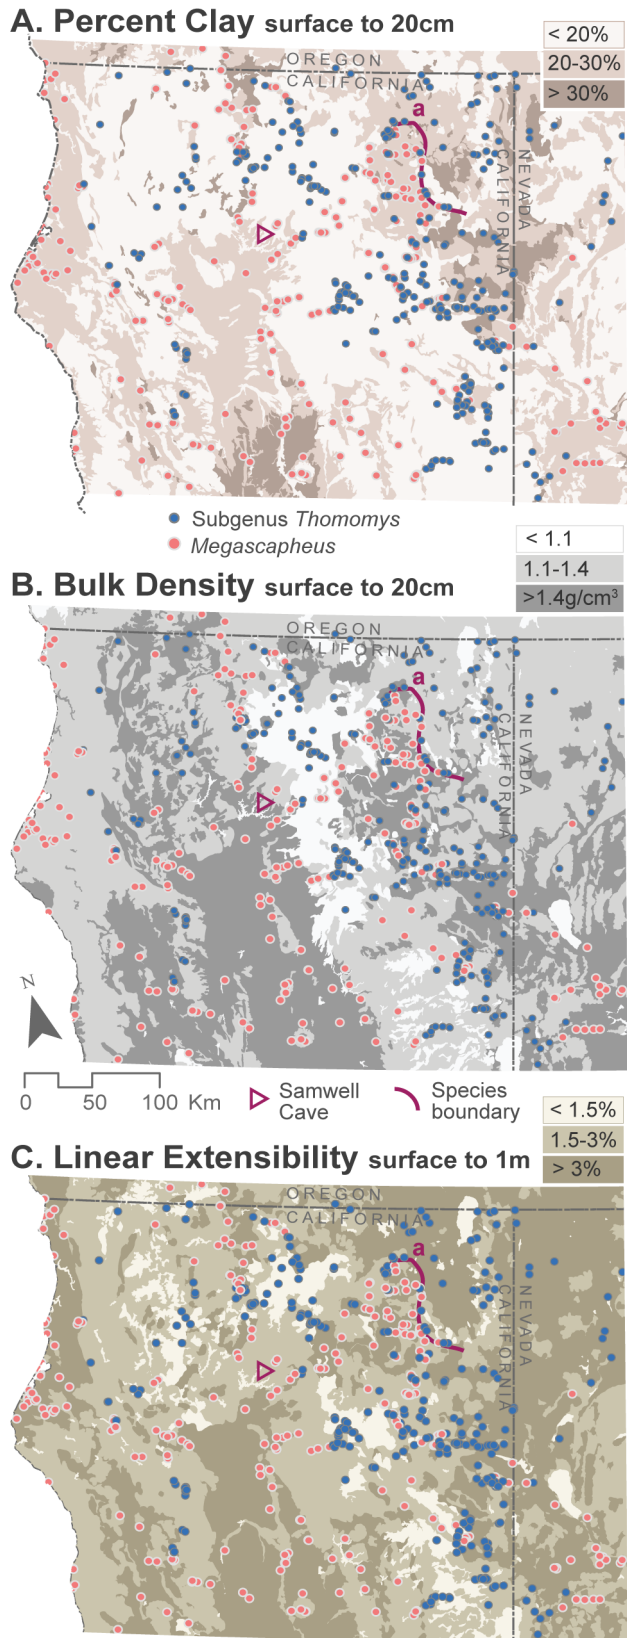 A. Percent Clay surface to 20cm
< 20%
20-30%
> 30%
OREGON
CALIFORNIA
a
NEVADA
CALIFORNIA
Subgenus Thomomys
Megascapheus
< 1.1
1.1-1.4
>1.4g/cm³
B. Bulk Density surface to 20cm
OREGON
CALIFORNIA
a
NEVADA
CALIFORNIA
N
0 50 100 Km
Samwell
Cave
Species
boundary
< 1.5%
1.5-3%
> 3%
C. Linear Extensibility surface to 1m
OREGON
CALIFORNIA
a
NEVADA
CALIFORNIA